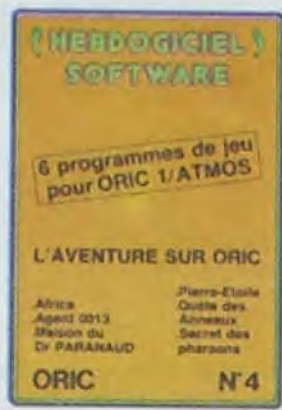 (HEBDOGICIEL)
SOFTWARE
6 programmes de jeu
pour ORIC 1/ATMOS
L'AVENTURE SUR ORIC
Africa
Agent 0013
Maison du
Dr PARANAUD
Pierre-Etoile
Quête des
Anneaux
Secret des
pharaons
ORIC
N°4